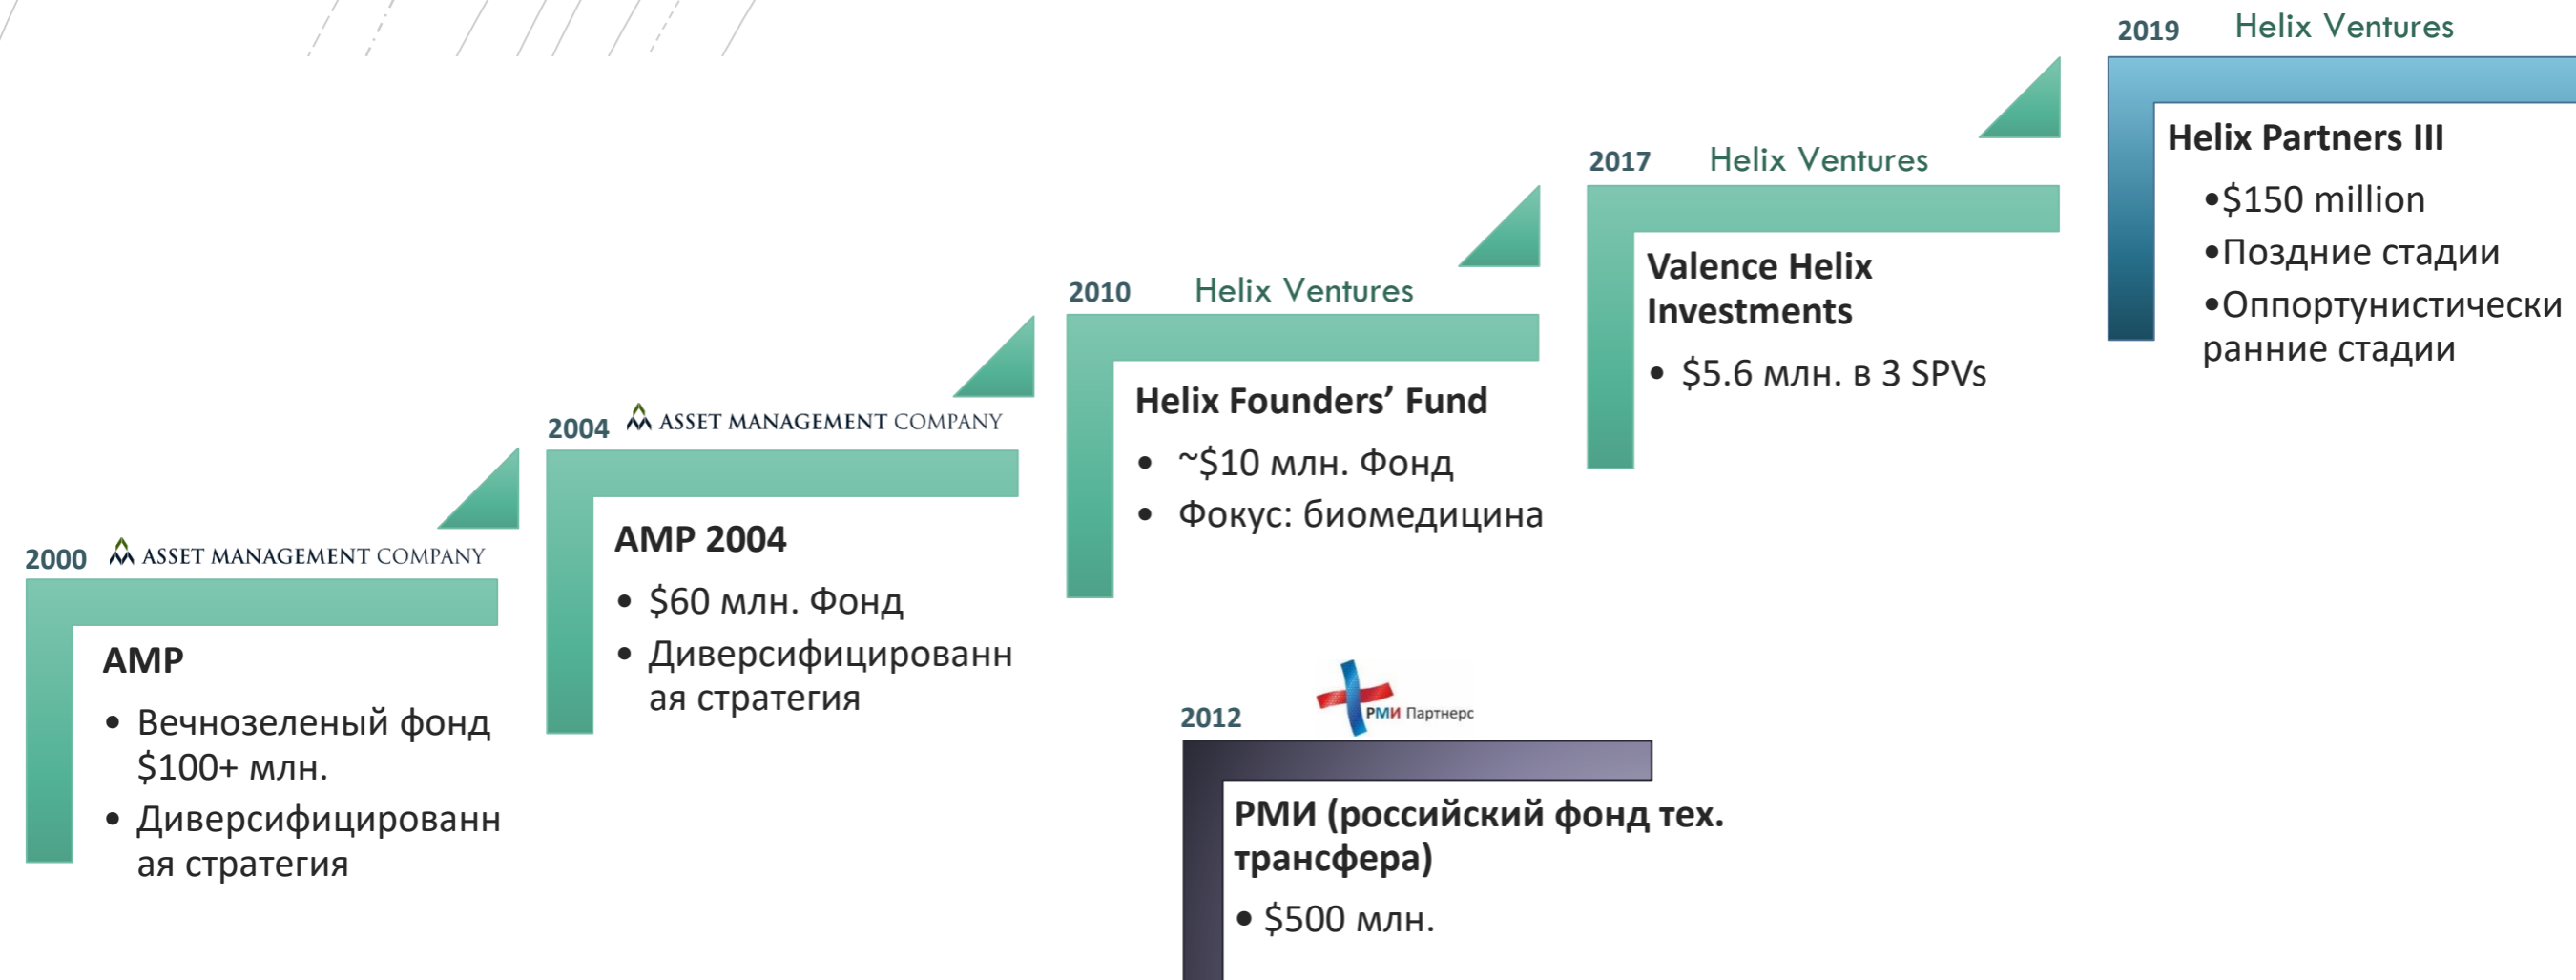 2000 ASSET MANAGEMENT COMPANY
AMP
• Вечнозеленый фонд
$100+ млн.
• Диверсифицированн
ая стратегия
2004 ASSET MANAGEMENT COMPANY
AMP 2004
• $60 млн. Фонд
• Диверсифицированн
ая стратегия
2010 Helix Ventures
Helix Founders’ Fund
• ~$10 млн. Фонд
• Фокус: биомедицина
2012 РМИ Партнерс
РМИ (российский фонд тех.
трансфера)
• $500 млн.
2017 Helix Ventures
Valence Helix
Investments
• $5.6 млн. в 3 SPVs
2019 Helix Ventures
Helix Partners III
•$150 million
•Поздние стадии
•Оппортунистически
ранние стадии